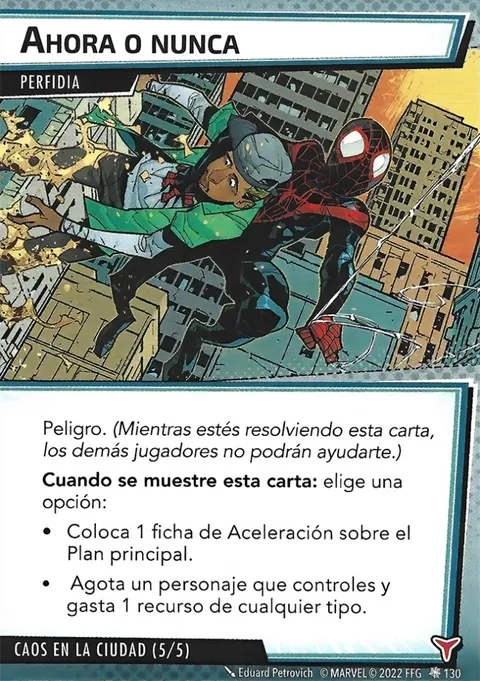 AHORA O NUNCA
PERFIDIA
Peligro. (Mientras estés resolviendo esta carta,
los demás jugadores no podrán ayudarte.)
Cuando se muestre esta carta: elige una
opción:
• Coloca 1 ficha de Aceleración sobre el
Plan principal.
• Agota un personaje que controles y
gasta 1 recurso de cualquier tipo.
CAOS EN LA CIUDAD (5/5)
Eduard Petrovich © MARVEL © 2022 FFG 130